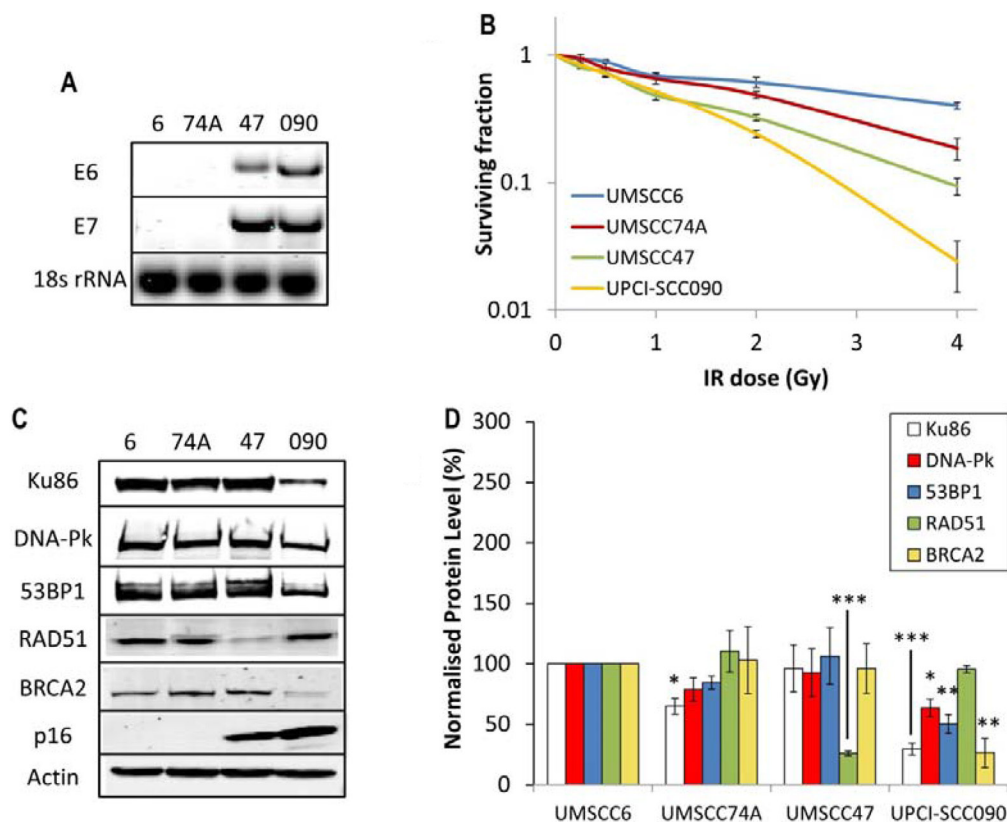 A
6 74A 47 090
E6
E7
18s rRNA
B
Surviving fraction
1
0.1
0.01
UMSCC6
UMSCC74A
UMSCC47
UPCI-SCC090
0 1 2 3 4
IR dose (Gy)
C
6 74A 47 090
Ku86
DNA-Pk
53BP1
RAD51
BRCA2
p16
Actin
D
Normalised Protein Level (%)
300
250
200
150
100
50
0
Ku86
DNA-Pk
53BP1
RAD51
BRCA2
*
***
***
*
**
**
UMSCC6 UMSCC74A UMSCC47 UPCI-SCC090